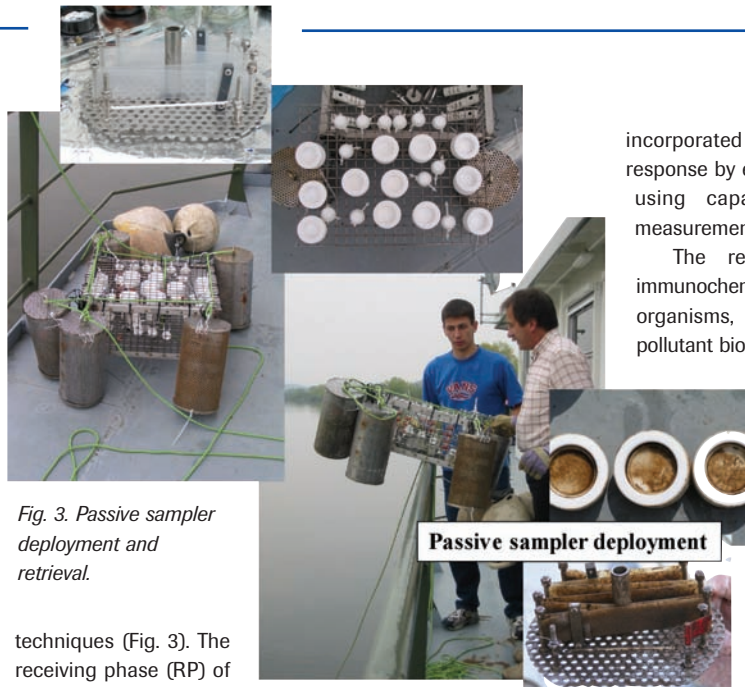 incorporated
response by e
using capa
measuremen
The re
immunochem
organisms,
pollutant bio
Fig. 3. Passive sampler
deployment and
retrieval.
Passive sampler deployment
techniques (Fig. 3). The
receiving phase (RP) of